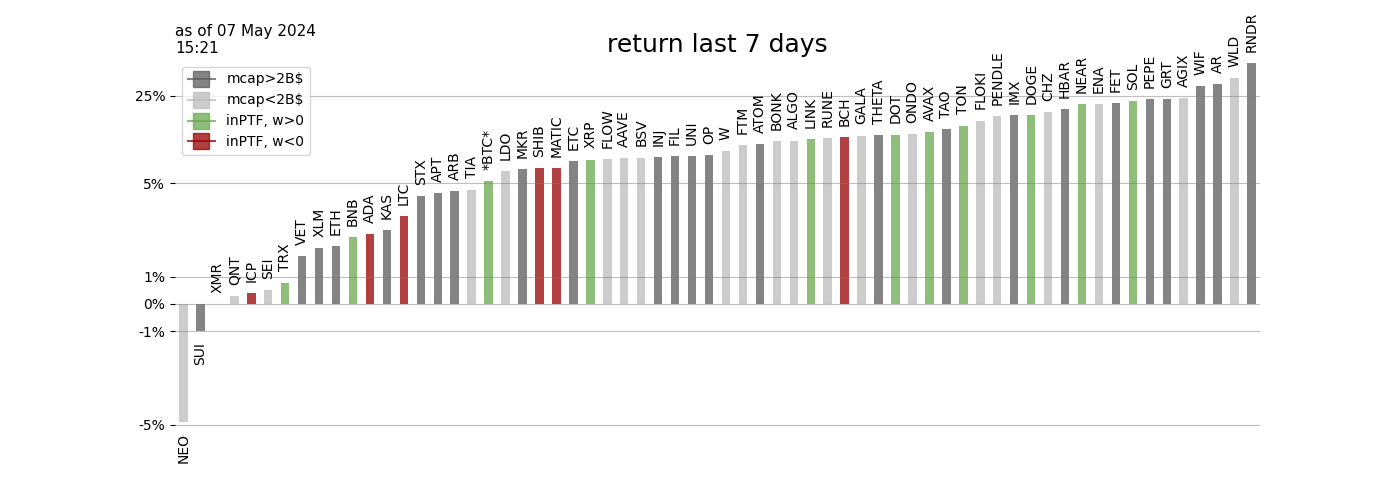 as of 07 May 2024
15:21
return last 7 days
mcap>2B$
mcap<2B$
inPTF, w>0
inPTF, w<0
25%
5%
1%
0%
-1%
-5%
NEO
SUI
XMR
QNT
ICP
SEI
TRX
VET
XLM
ETH
BNB
ADA
KAS
LTC
STX
APT
ARB
TIA
*BTC*
LDO
MKR
SHIB
MATIC
ETC
XRP
FLOW
AAVE
BSV
INJ
FIL
UNI
OP
W
FTM
ATOM
BONK
ALGO
LINK
RUNE
BCH
GALA
THETA
DOT
ONDO
AVAX
TAO
TON
FLOKI
PENDLE
IMX
DOGE
CHZ
HBAR
NEAR
ENA
FET
SOL
PEPE
GRT
AGIX
WIF
AR
WLD
RNDR